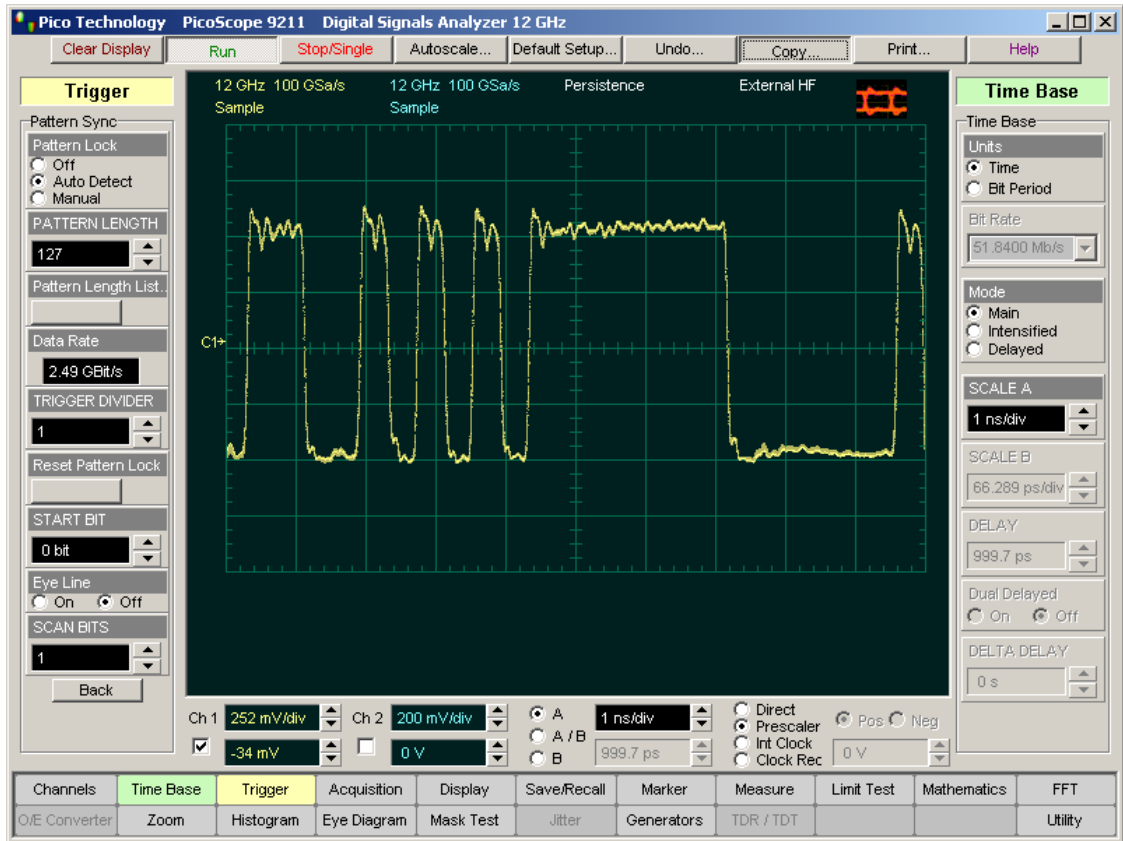 Pico Technology PicoScope 9211 Digital Signals Analyzer 12 GHz
Clear Display Run Stop/Single Autoscale... Default Setup... Undo... Copy... Print... Help
Trigger
Pattern Sync
Pattern Lock
Off
Auto Detect
Manual
PATTERN LENGTH
127
Pattern Length List..
Data Rate
2.49 GBit/s
TRIGGER DIVIDER
1
Reset Pattern Lock
START BIT
0 bit
Eye Line
On Off
SCAN BITS
1
Back
12 GHz 100 GSa/s 12 GHz 100 GSa/s Persistence External HF
Sample Sample
C1
Time Base
Time Base
Units
Time
Bit Period
Bit Rate
51.8400 Mb/s
Mode
Main
Intensified
Delayed
SCALE A
1 ns/div
SCALE B
66.289 ps/div
DELAY
999.7 ps
Dual Delayed
On Off
DELTA DELAY
0 s
Ch 1 252 mV/div Ch 2 200 mV/div A 1 ns/div Direct Pos Neg
-34 mV 0 V A / B 999.7 ps Prescaler 0 V
B Int Clock
Clock Rec
Channels Time Base Trigger Acquisition Display Save/Recall Marker Measure Limit Test Mathematics FFT
O/E Converter Zoom Histogram Eye Diagram Mask Test Jitter Generators TDR / TDT Utility